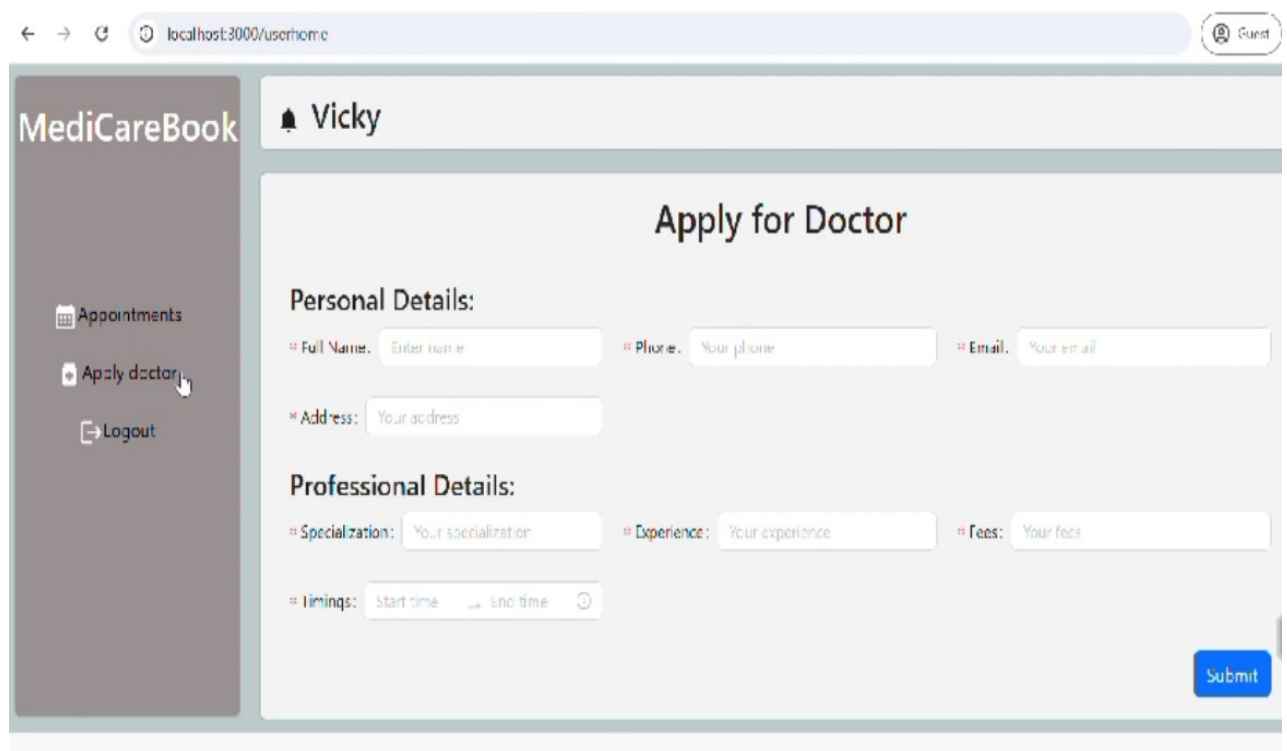 localhost:3000/userhome
Guest
MediCareBook
Vicky
Apply for Doctor
Appointments
Apply doctor
Logout
Personal Details:
* Full Name: Enter name
* Phone: Your phone
* Email: Your email
* Address: Your address
Professional Details:
* Specialization: Your specialization
* Experience: Your experience
* Fees: Your fees
* Timings: Start time → End time
Submit